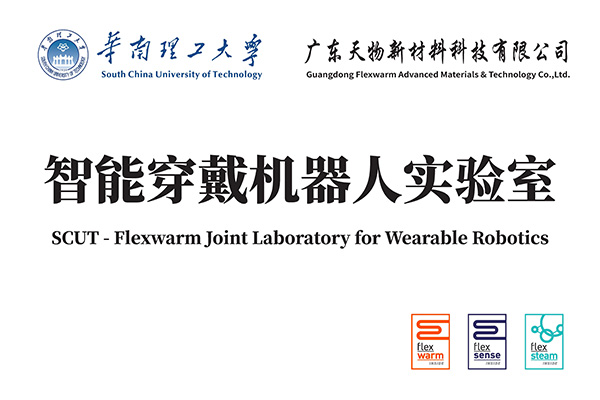 華南理工大學
South China University of Technology
广东天物新材料科技有限公司
Guangdong Flexwarm Advanced Materials & Technology Co.,Ltd.
智能穿戴机器人实验室
SCUT - Flexwarm Joint Laboratory for Wearable Robotics
flex
warm
flex
sense
flex
steam